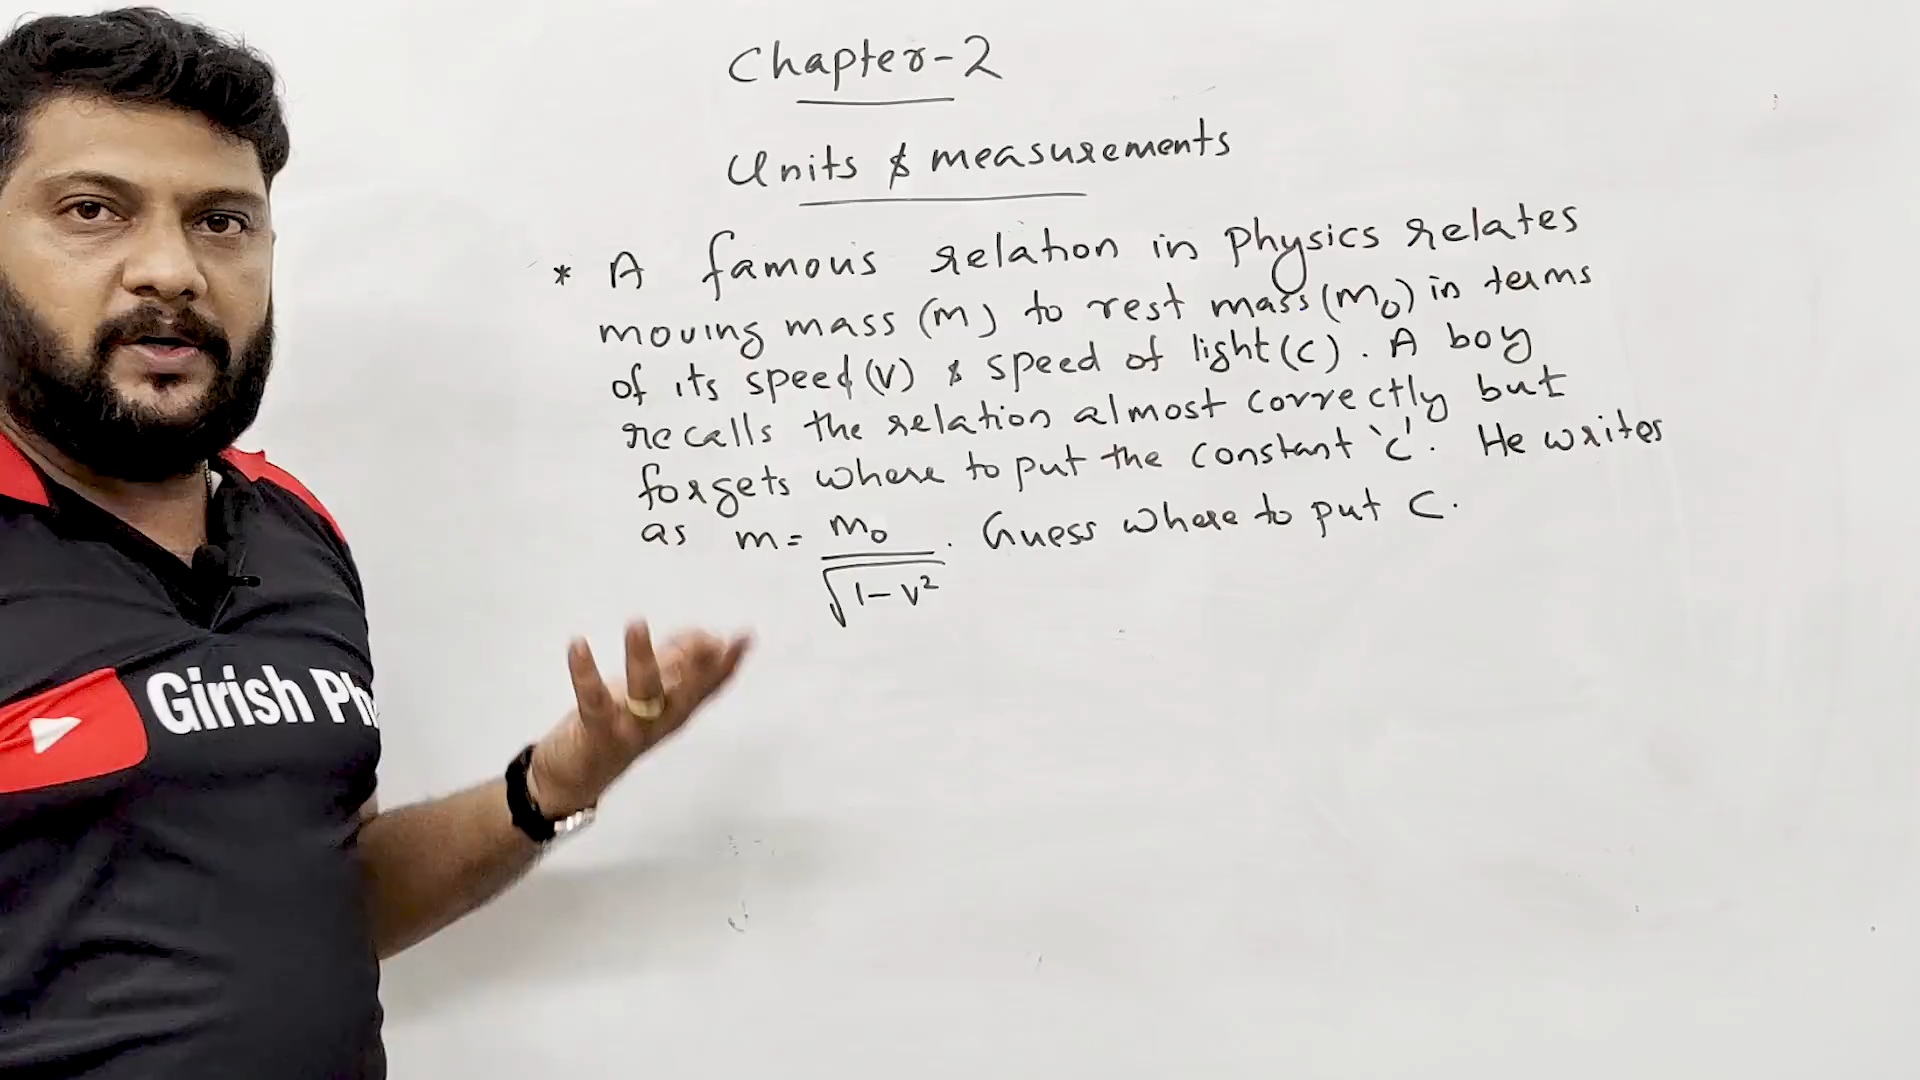 Chapter-2
Units & measurements
* A famous relation in physics relates
moving mass (m) to rest mass (m₀) in terms
of its speed (v) & speed of light (c). A boy
recalls the relation almost correctly but
forgets where to put the constant 'c'. He writes
as m = m₀ / √1-v² . Guess where to put c.
Girish Ph